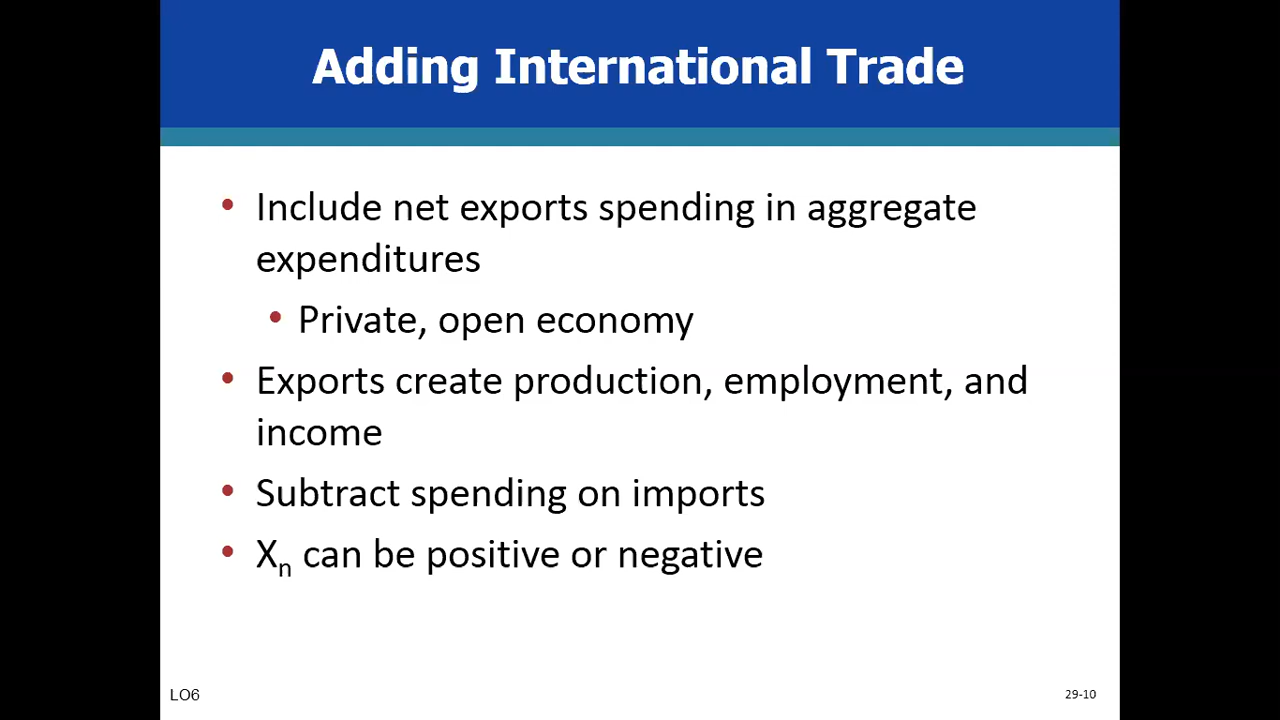 Adding International Trade
• Include net exports spending in aggregate
expenditures
• Private, open economy
• Exports create production, employment, and
income
• Subtract spending on imports
• Xn can be positive or negative
LO6
29-10